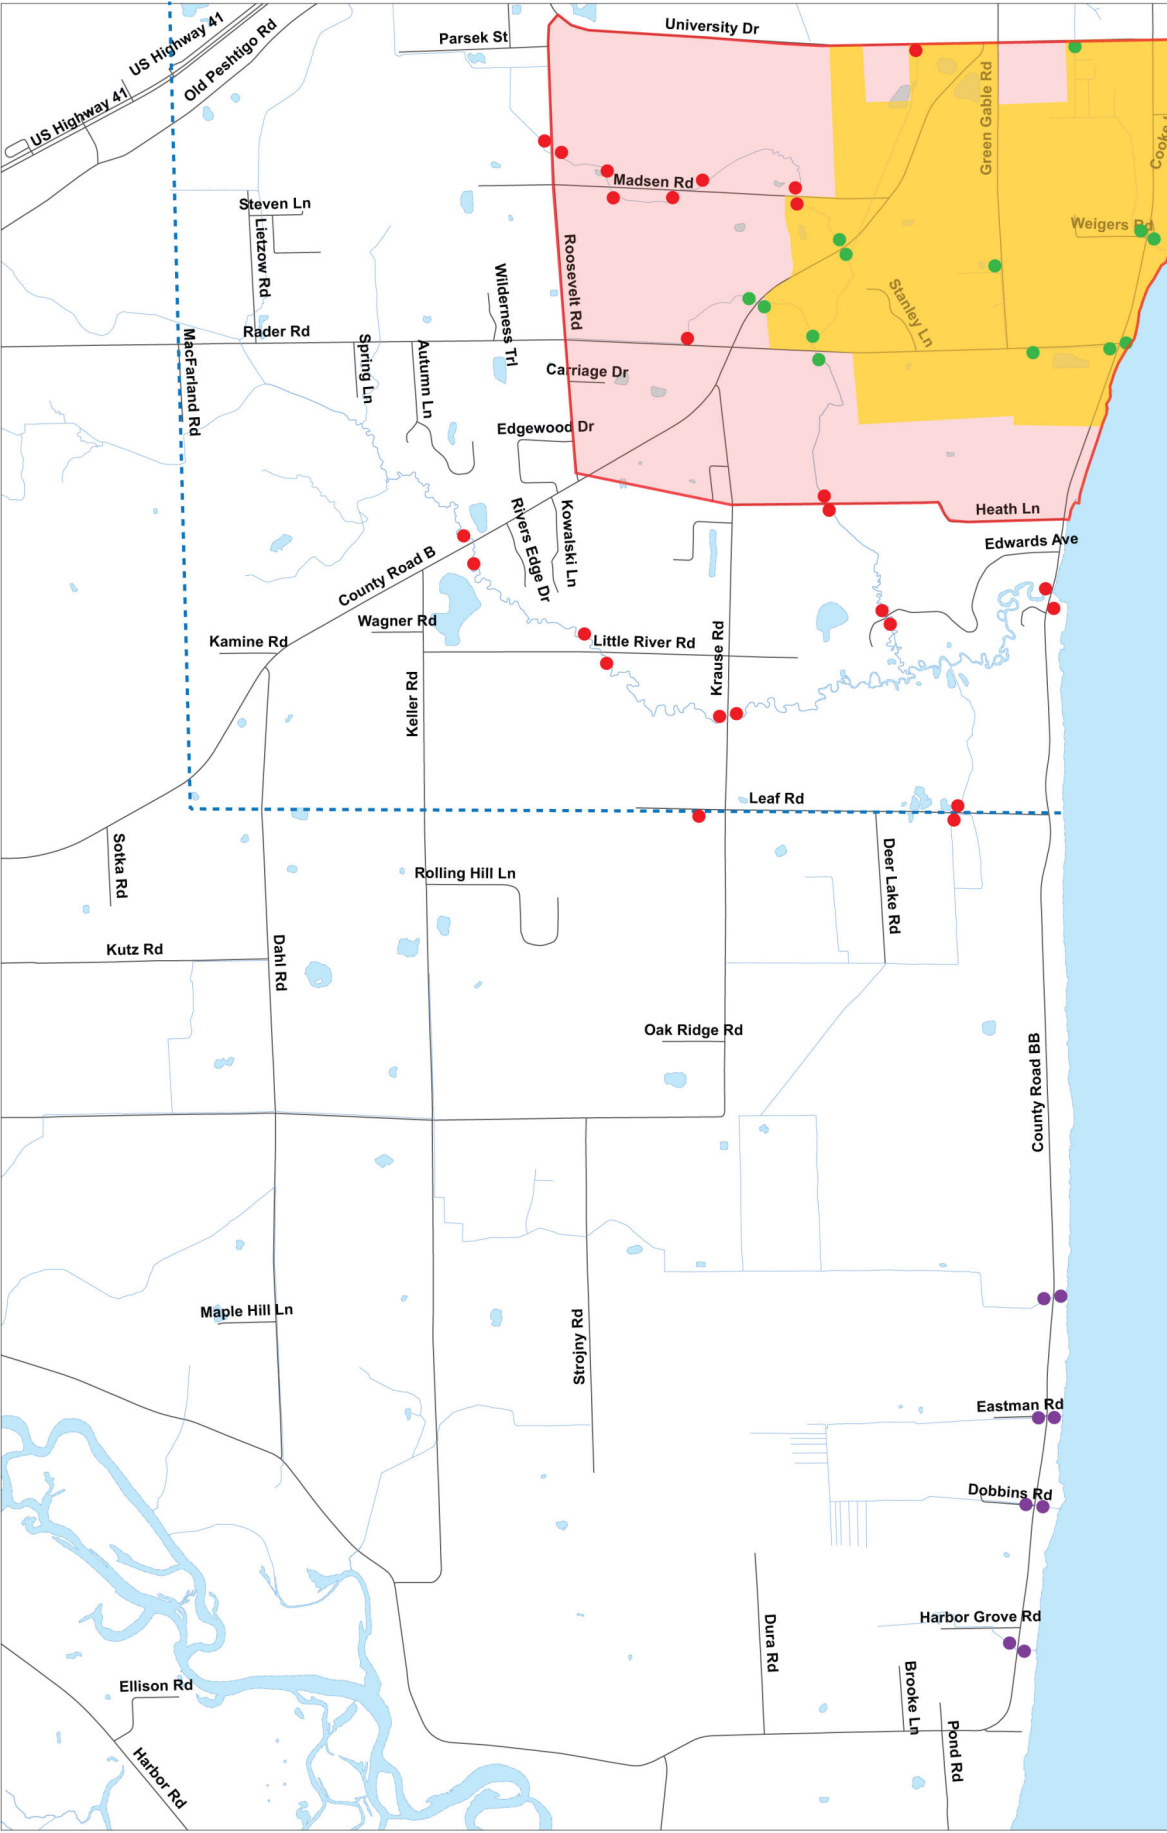 US Highway 41
University Dr
Parsek St
Old Peshtigo Rd
US Highway 41
Green Gable Rd
Madsen Rd
Steven Ln
Lietzow Rd
Weigers Rd
Roosevelt Rd
Wilderness Trl
Stanley Ln
Rader Rd
MacFarland Rd
Spring Ln
Autumn Ln
Carriage Dr
Edgewood Dr
Rivers Edge Dr
Kowalski Ln
Heath Ln
Edwards Ave
County Road B
Wagner Rd
Kamine Rd
Little River Rd
Krause Rd
Keller Rd
Leaf Rd
Sotka Rd
Rolling Hill Ln
Deer Lake Rd
Kutz Rd
Dahl Rd
Oak Ridge Rd
County Road BB
Maple Hill Ln
Strojny Rd
Eastman Rd
Dobbins Rd
Harbor Grove Rd
Dura Rd
Brooke Ln
Ellison Rd
Pond Rd
Harbor Rd
Cooke